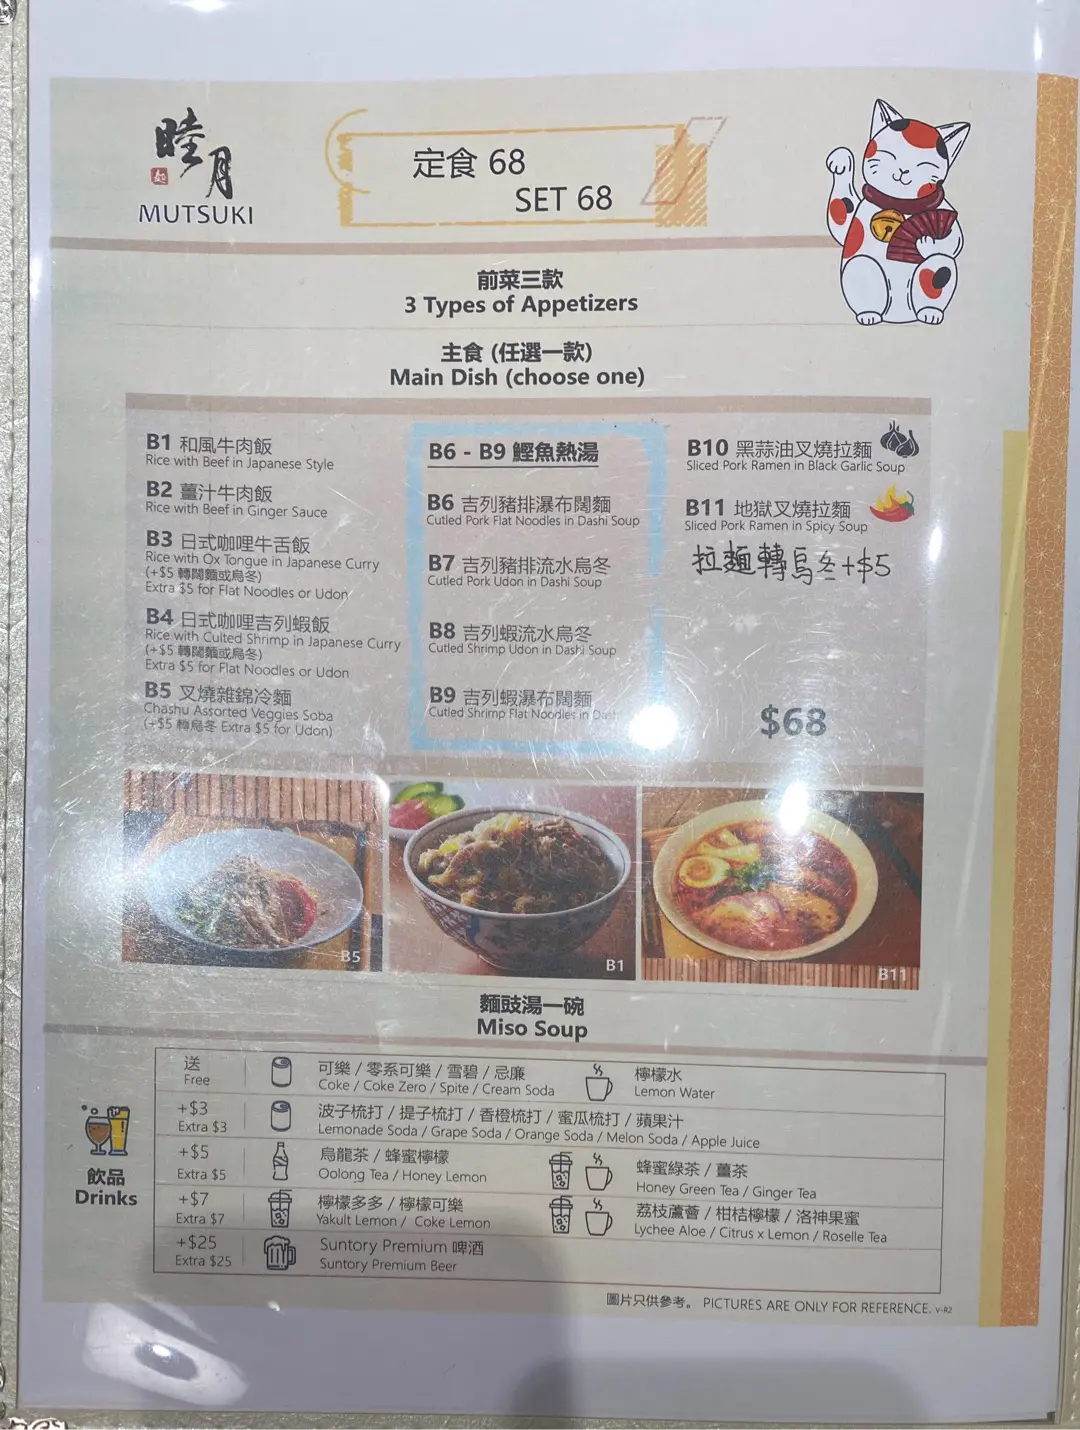 睦月
MUTSUKI
定食 68
SET 68
前菜三款
3 Types of Appetizers
主食 (任選一款)
Main Dish (choose one)
B1 和風牛肉飯
Rice with Beef in Japanese Style
B2 薑汁牛肉飯
Rice with Beef in Ginger Sauce
B3 日式咖哩牛舌飯
Rice with Ox Tongue in Japanese Curry
(+$5 轉闊麵或烏冬)
Extra $5 for Flat Noodles or Udon
B4 日式咖哩吉列蝦飯
Rice with Culted Shrimp in Japanese Curry
(+$5 轉闊麵或烏冬)
Extra $5 for Flat Noodles or Udon
B5 叉燒雜錦冷麵
Chashu Assorted Veggies Soba
(+$5 轉烏冬 Extra $5 for Udon)
B6 - B9 鰹魚熱湯
B6 吉列豬排瀑布闊麵
Cutled Pork Flat Noodles in Dashi Soup
B7 吉列豬排流水烏冬
Cutled Pork Udon in Dashi Soup
B8 吉列蝦流水烏冬
Cutled Shrimp Udon in Dashi Soup
B9 吉列蝦瀑布闊麵
Cutled Shrimp Flat Noodles in Dash
B10 黑蒜油叉燒拉麵
Sliced Pork Ramen in Black Garlic Soup
B11 地獄叉燒拉麵
Sliced Pork Ramen in Spicy Soup
拉麵轉烏冬+$5
$68
B5
B1
B11
麵豉湯一碗
Miso Soup
飲品
Drinks
送
Free
可樂 / 零系可樂 / 雪碧 / 忌廉
Coke / Coke Zero / Spite / Cream Soda
檸檬水
Lemon Water
+$3
Extra $3
波子梳打 / 提子梳打 / 香橙梳打 / 蜜瓜梳打 / 蘋果汁
Lemonade Soda / Grape Soda / Orange Soda / Melon Soda / Apple Juice
+$5
Extra $5
烏龍茶 / 蜂蜜檸檬
Oolong Tea / Honey Lemon
蜂蜜綠茶 / 薑茶
Honey Green Tea / Ginger Tea
+$7
Extra $7
檸檬多多 / 檸檬可樂
Yakult Lemon / Coke Lemon
荔枝蘆薈 / 柑桔檸檬 / 洛神果蜜
Lychee Aloe / Citrus x Lemon / Roselle Tea
+$25
Extra $25
Suntory Premium 啤酒
Suntory Premium Beer
圖片只供參考。 PICTURES ARE ONLY FOR REFERENCE. V-R2